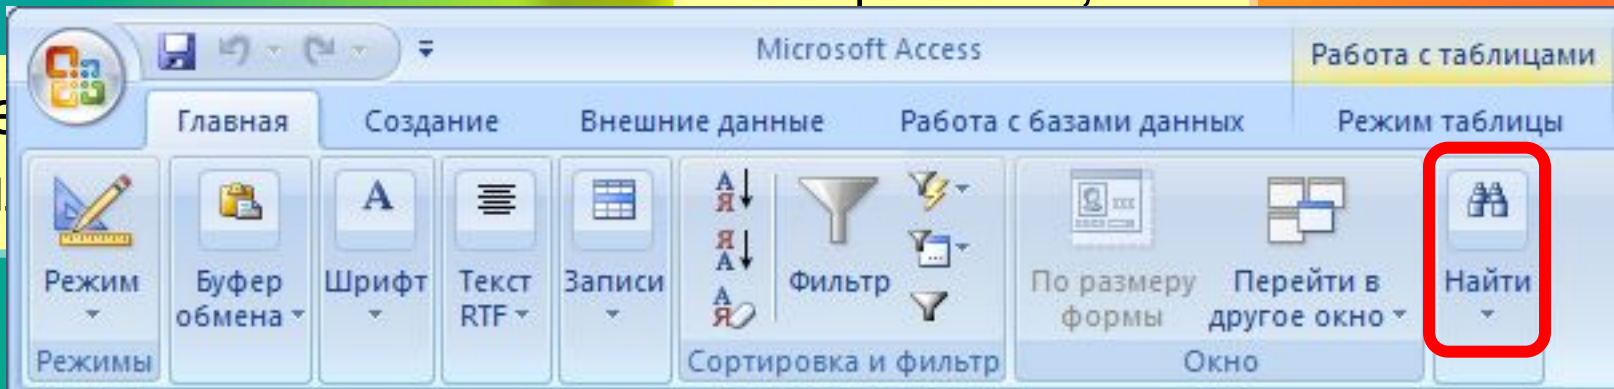 Microsoft Access
Работа с таблицами
Главная Создание Внешние данные Работа с базами данных Режим таблицы
Режим Буфер обмена Шрифт Текст RTF Записи Фильтр По размеру формы Перейти в другое окно Найти
Режимы Сортировка и фильтр Окно